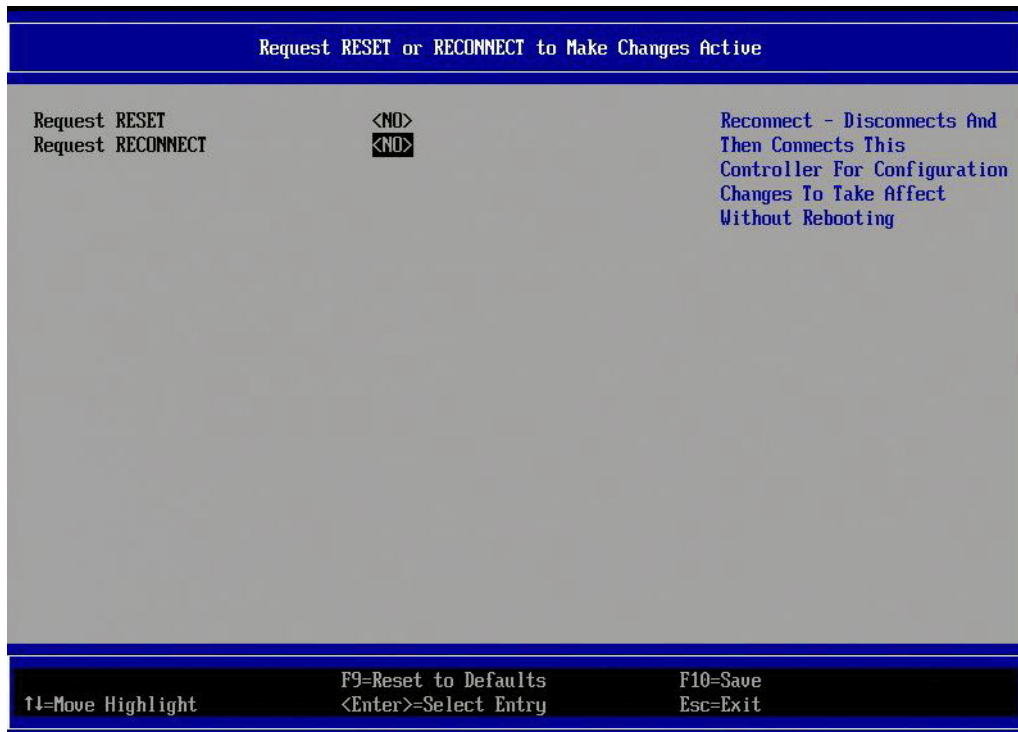 Request RESET or RECONNECT to Make Changes Active
Request RESET <NO>
Request RECONNECT <NO>
Reconnect - Disconnects And
Then Connects This
Controller For Configuration
Changes To Take Affect
Without Rebooting
F9=Reset to Defaults F10=Save
↑↓=Move Highlight <Enter>=Select Entry Esc=Exit